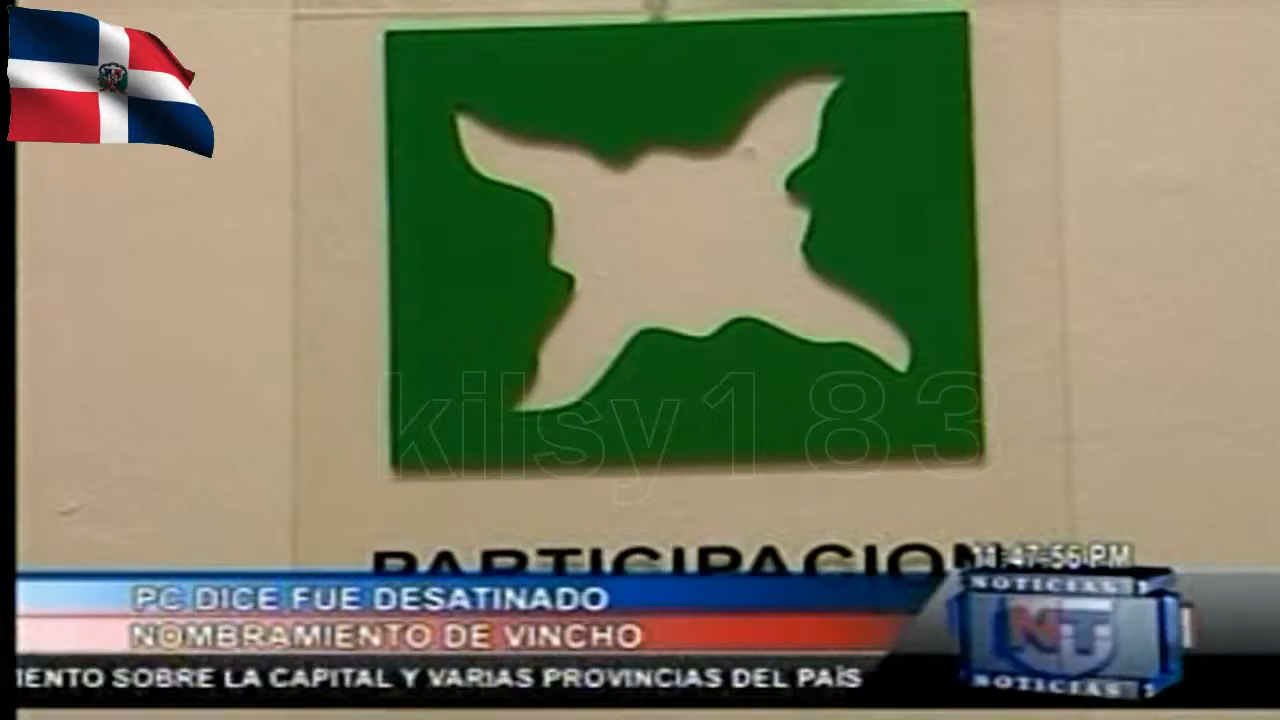 kilsy183
PARTICIPACION
11:47:56 PM
PC DICE FUE DESATINADO
NOMBRAMIENTO DE VINCHO
IENTO SOBRE LA CAPITAL Y VARIAS PROVINCIAS DEL PAÍS
NOTICIAS
NT
NOTICIAS